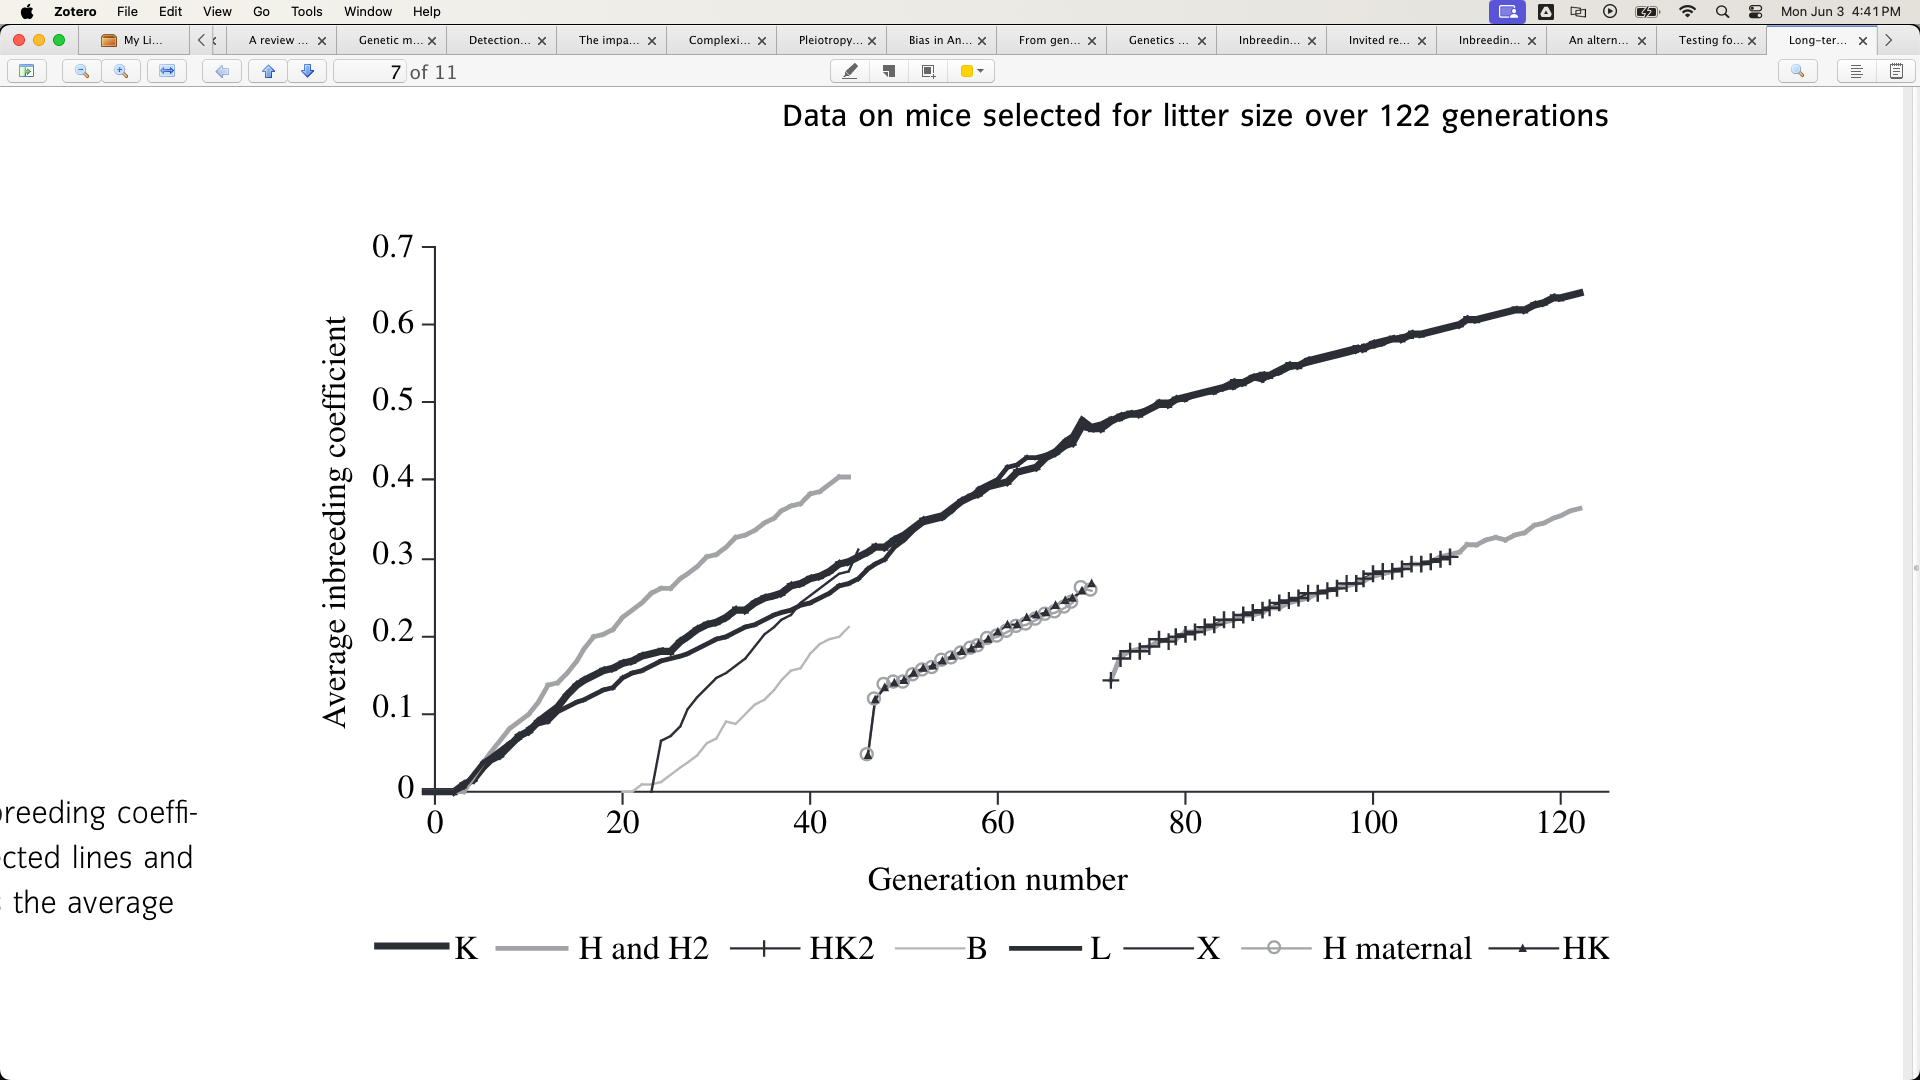 Zotero File Edit View Go Tools Window Help Mon Jun 3 4:41 PM
My Li... A review ... Genetic m... Detection... The impa... Complexi... Pleiotropy... Bias in An... From gen... Genetics ... Inbreedin... Invited re... Inbreedin... An altern... Testing fo... Long-ter...
7 of 11
Data on mice selected for litter size over 122 generations
0.7
0.6
0.5
0.4
0.3
0.2
0.1
0
Average inbreeding coefficient
0 20 40 60 80 100 120
Generation number
K H and H2 HK2 B L X H maternal HK
breeding coeffi-
cted lines and
the average